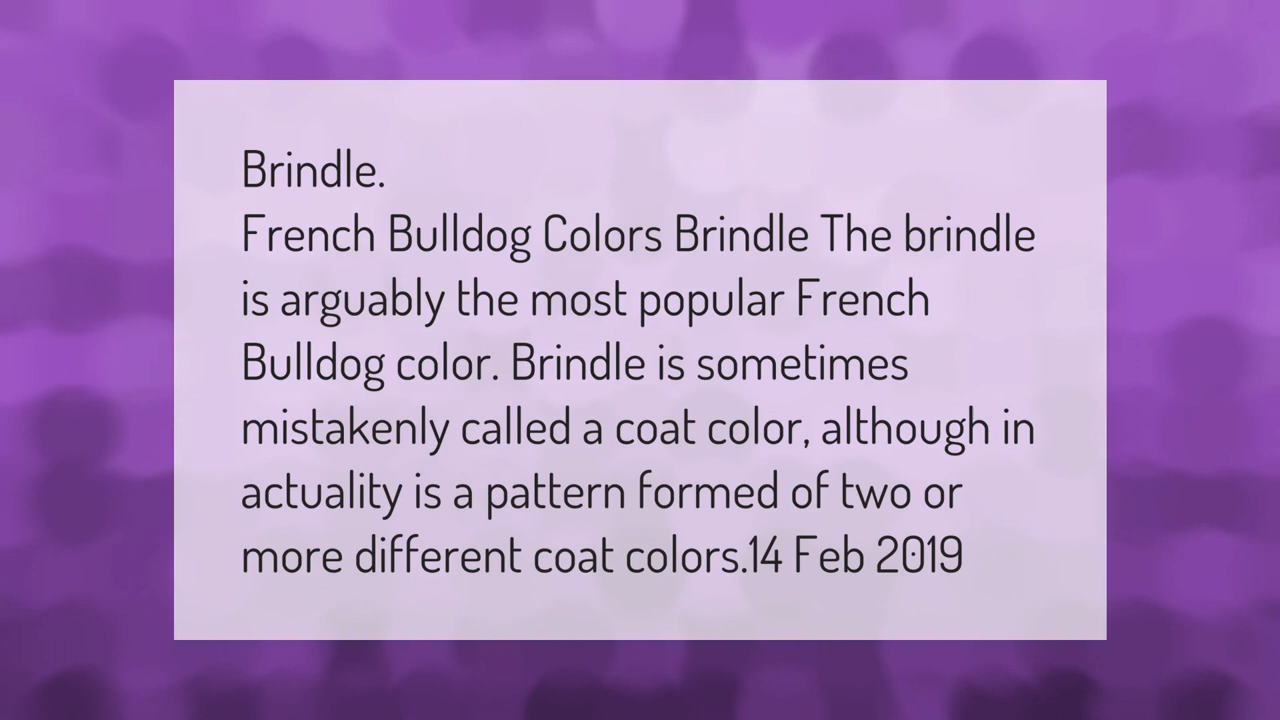 Brindle.
French Bulldog Colors Brindle The brindle
is arguably the most popular French
Bulldog color. Brindle is sometimes
mistakenly called a coat color, although in
actuality is a pattern formed of two or
more different coat colors.14 Feb 2019